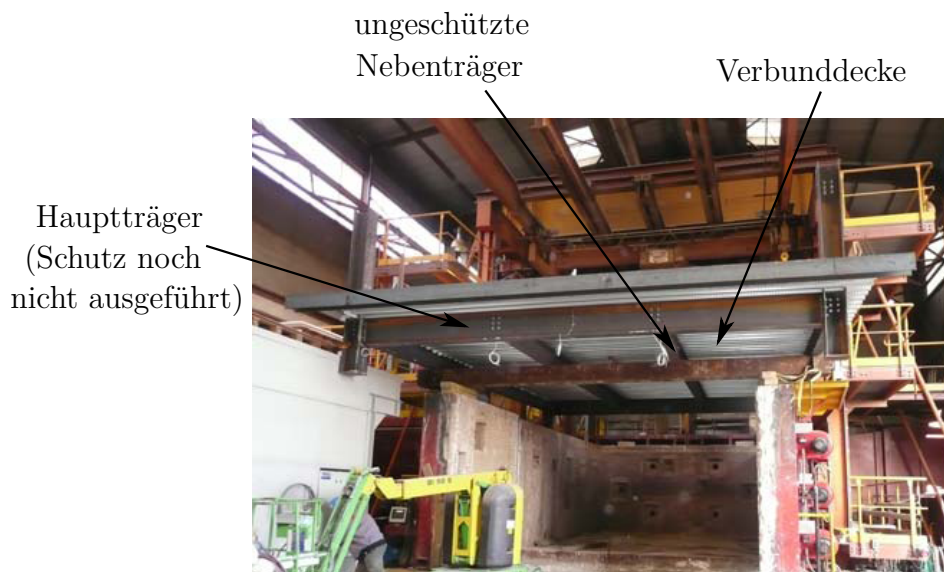 ungeschützte
Nebenträger
Verbunddecke
Hauptträger
(Schutz noch
nicht ausgeführt)